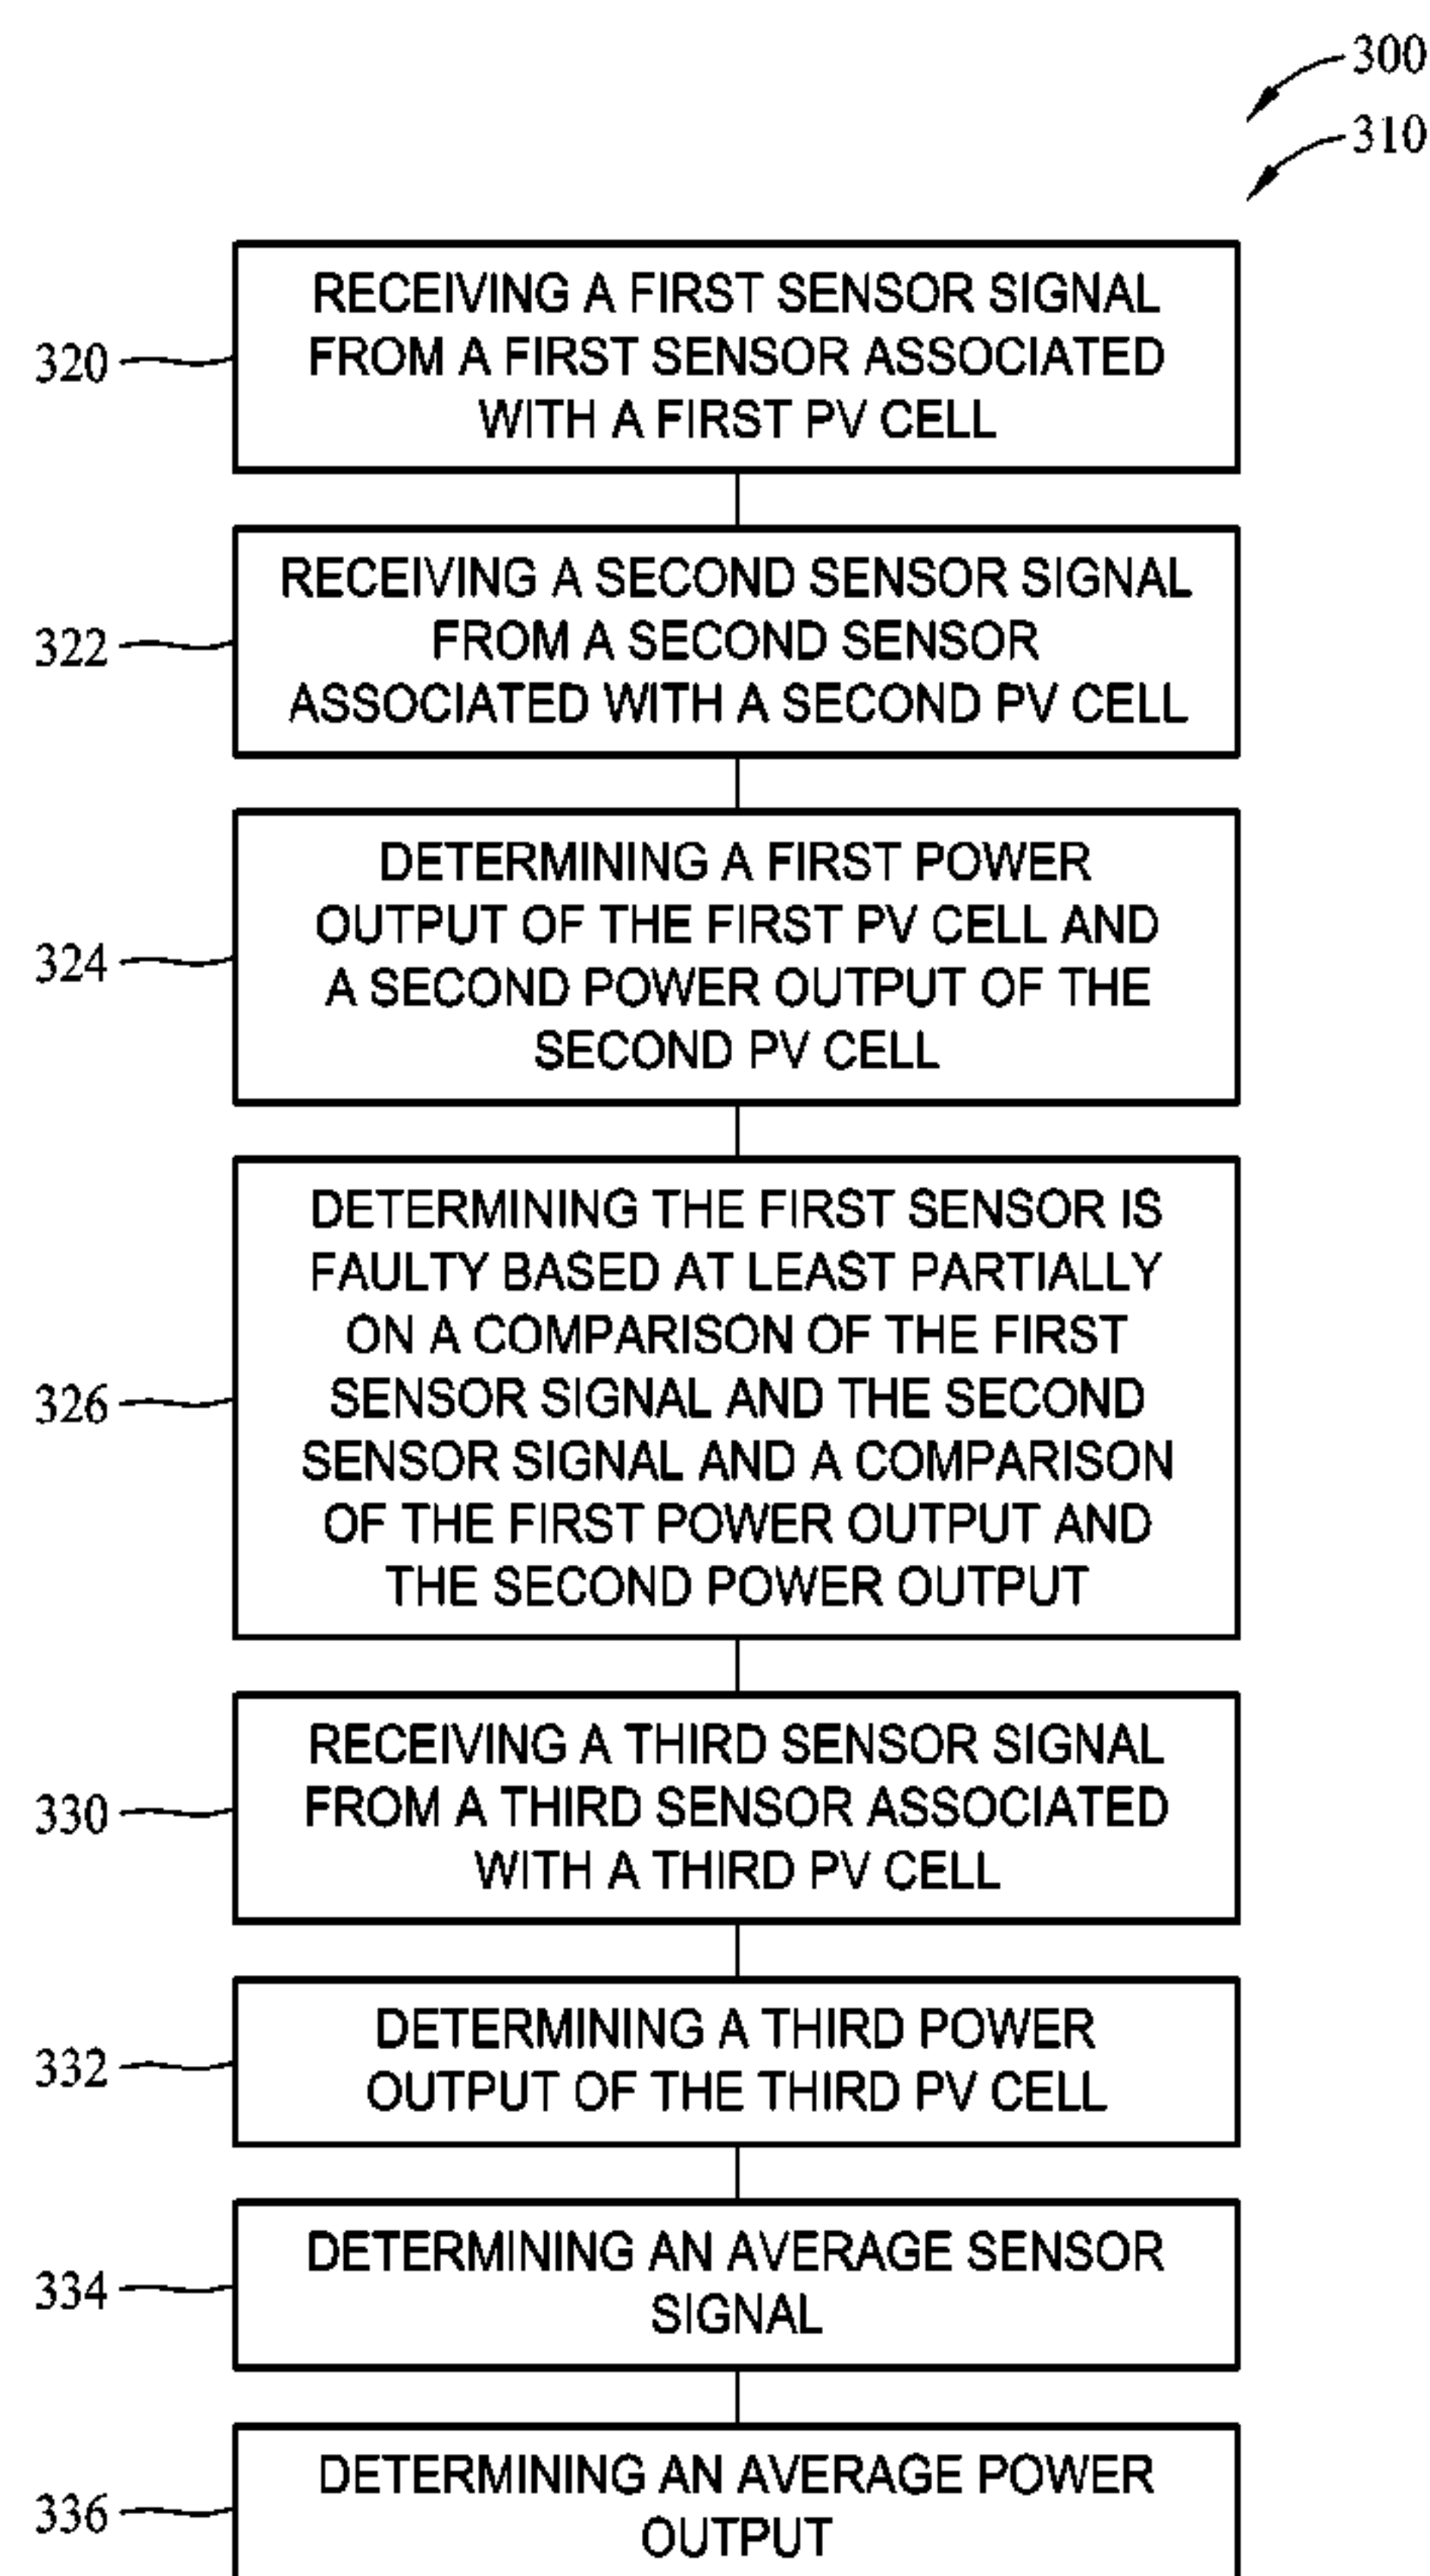 300
310
320
RECEIVING A FIRST SENSOR SIGNAL
FROM A FIRST SENSOR ASSOCIATED
WITH A FIRST PV CELL
322
RECEIVING A SECOND SENSOR SIGNAL
FROM A SECOND SENSOR
ASSOCIATED WITH A SECOND PV CELL
324
DETERMINING A FIRST POWER
OUTPUT OF THE FIRST PV CELL AND
A SECOND POWER OUTPUT OF THE
SECOND PV CELL
326
DETERMINING THE FIRST SENSOR IS
FAULTY BASED AT LEAST PARTIALLY
ON A COMPARISON OF THE FIRST
SENSOR SIGNAL AND THE SECOND
SENSOR SIGNAL AND A COMPARISON
OF THE FIRST POWER OUTPUT AND
THE SECOND POWER OUTPUT
330
RECEIVING A THIRD SENSOR SIGNAL
FROM A THIRD SENSOR ASSOCIATED
WITH A THIRD PV CELL
332
DETERMINING A THIRD POWER
OUTPUT OF THE THIRD PV CELL
334
DETERMINING AN AVERAGE SENSOR
SIGNAL
336
DETERMINING AN AVERAGE POWER
OUTPUT